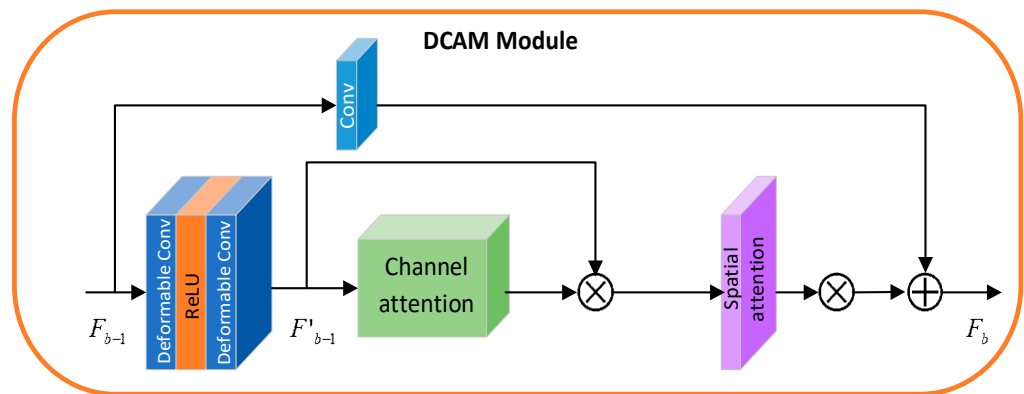 DCAM Module
Conv
Deformable Conv
ReLU
Deformable Conv
Channel
attention
Spatial
attention
F_{b-1}
F'_{b-1}
F_b